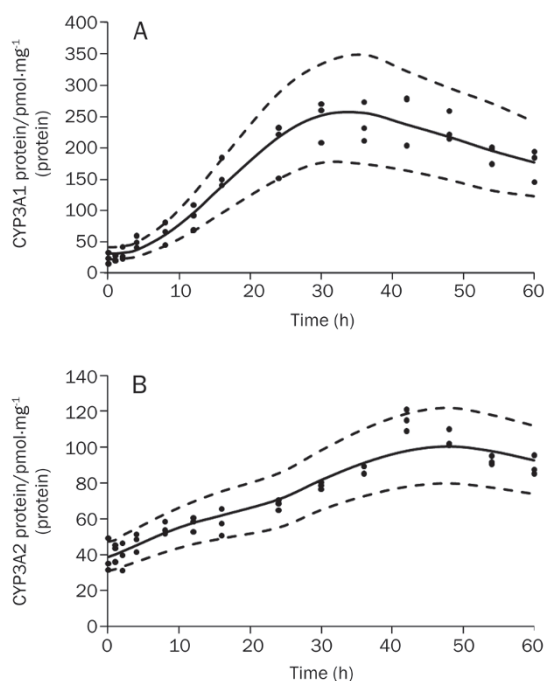 A
CYP3A1 protein/pmol·mg⁻¹
(protein)
400
350
300
250
200
150
100
50
0
0 10 20 30 40 50 60
Time (h)
B
CYP3A2 protein/pmol·mg⁻¹
(protein)
140
120
100
80
60
40
20
0
0 10 20 30 40 50 60
Time (h)